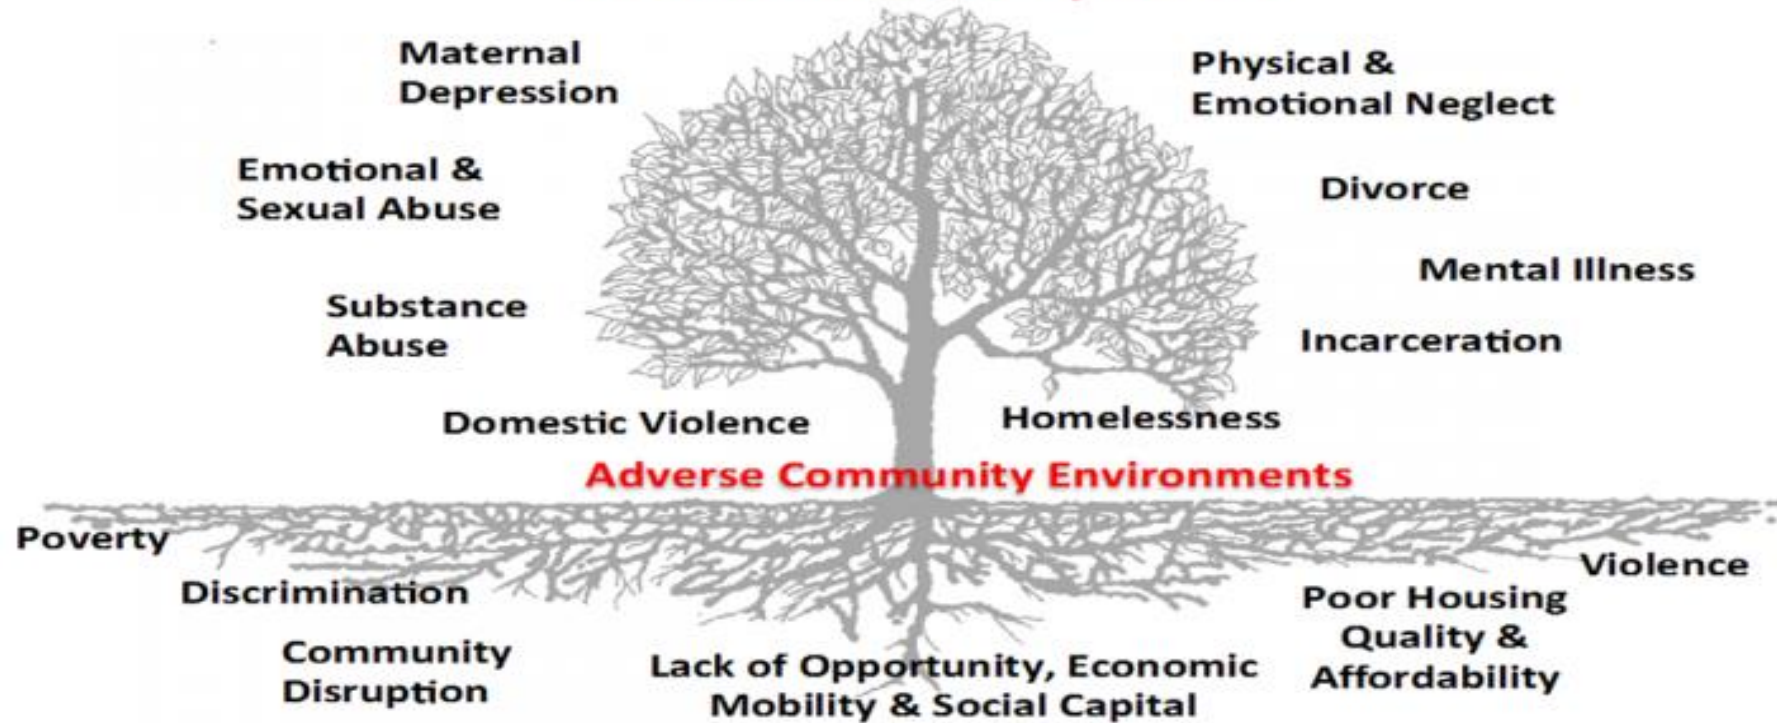 Maternal
Depression
Physical &
Emotional Neglect
Emotional &
Sexual Abuse
Divorce
Mental Illness
Substance
Abuse
Incarceration
Domestic Violence
Homelessness
Adverse Community Environments
Poverty
Violence
Discrimination
Poor Housing
Quality &
Affordability
Community
Disruption
Lack of Opportunity, Economic
Mobility & Social Capital